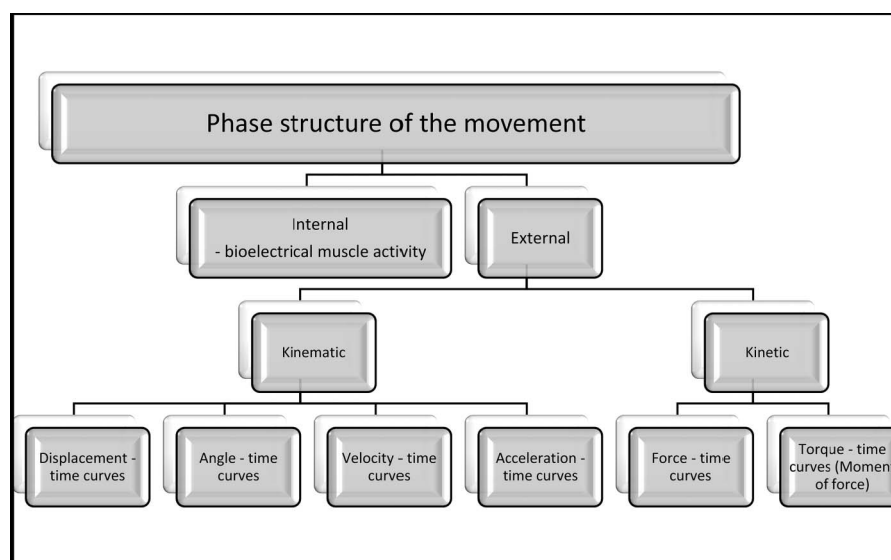 Phase structure of the movement
Internal
- bioelectrical muscle activity
External
Kinematic
Kinetic
Displacement -
time curves
Angle - time
curves
Velocity - time
curves
Acceleration -
time curves
Force - time
curves
Torque - time
curves (Moment
of force)